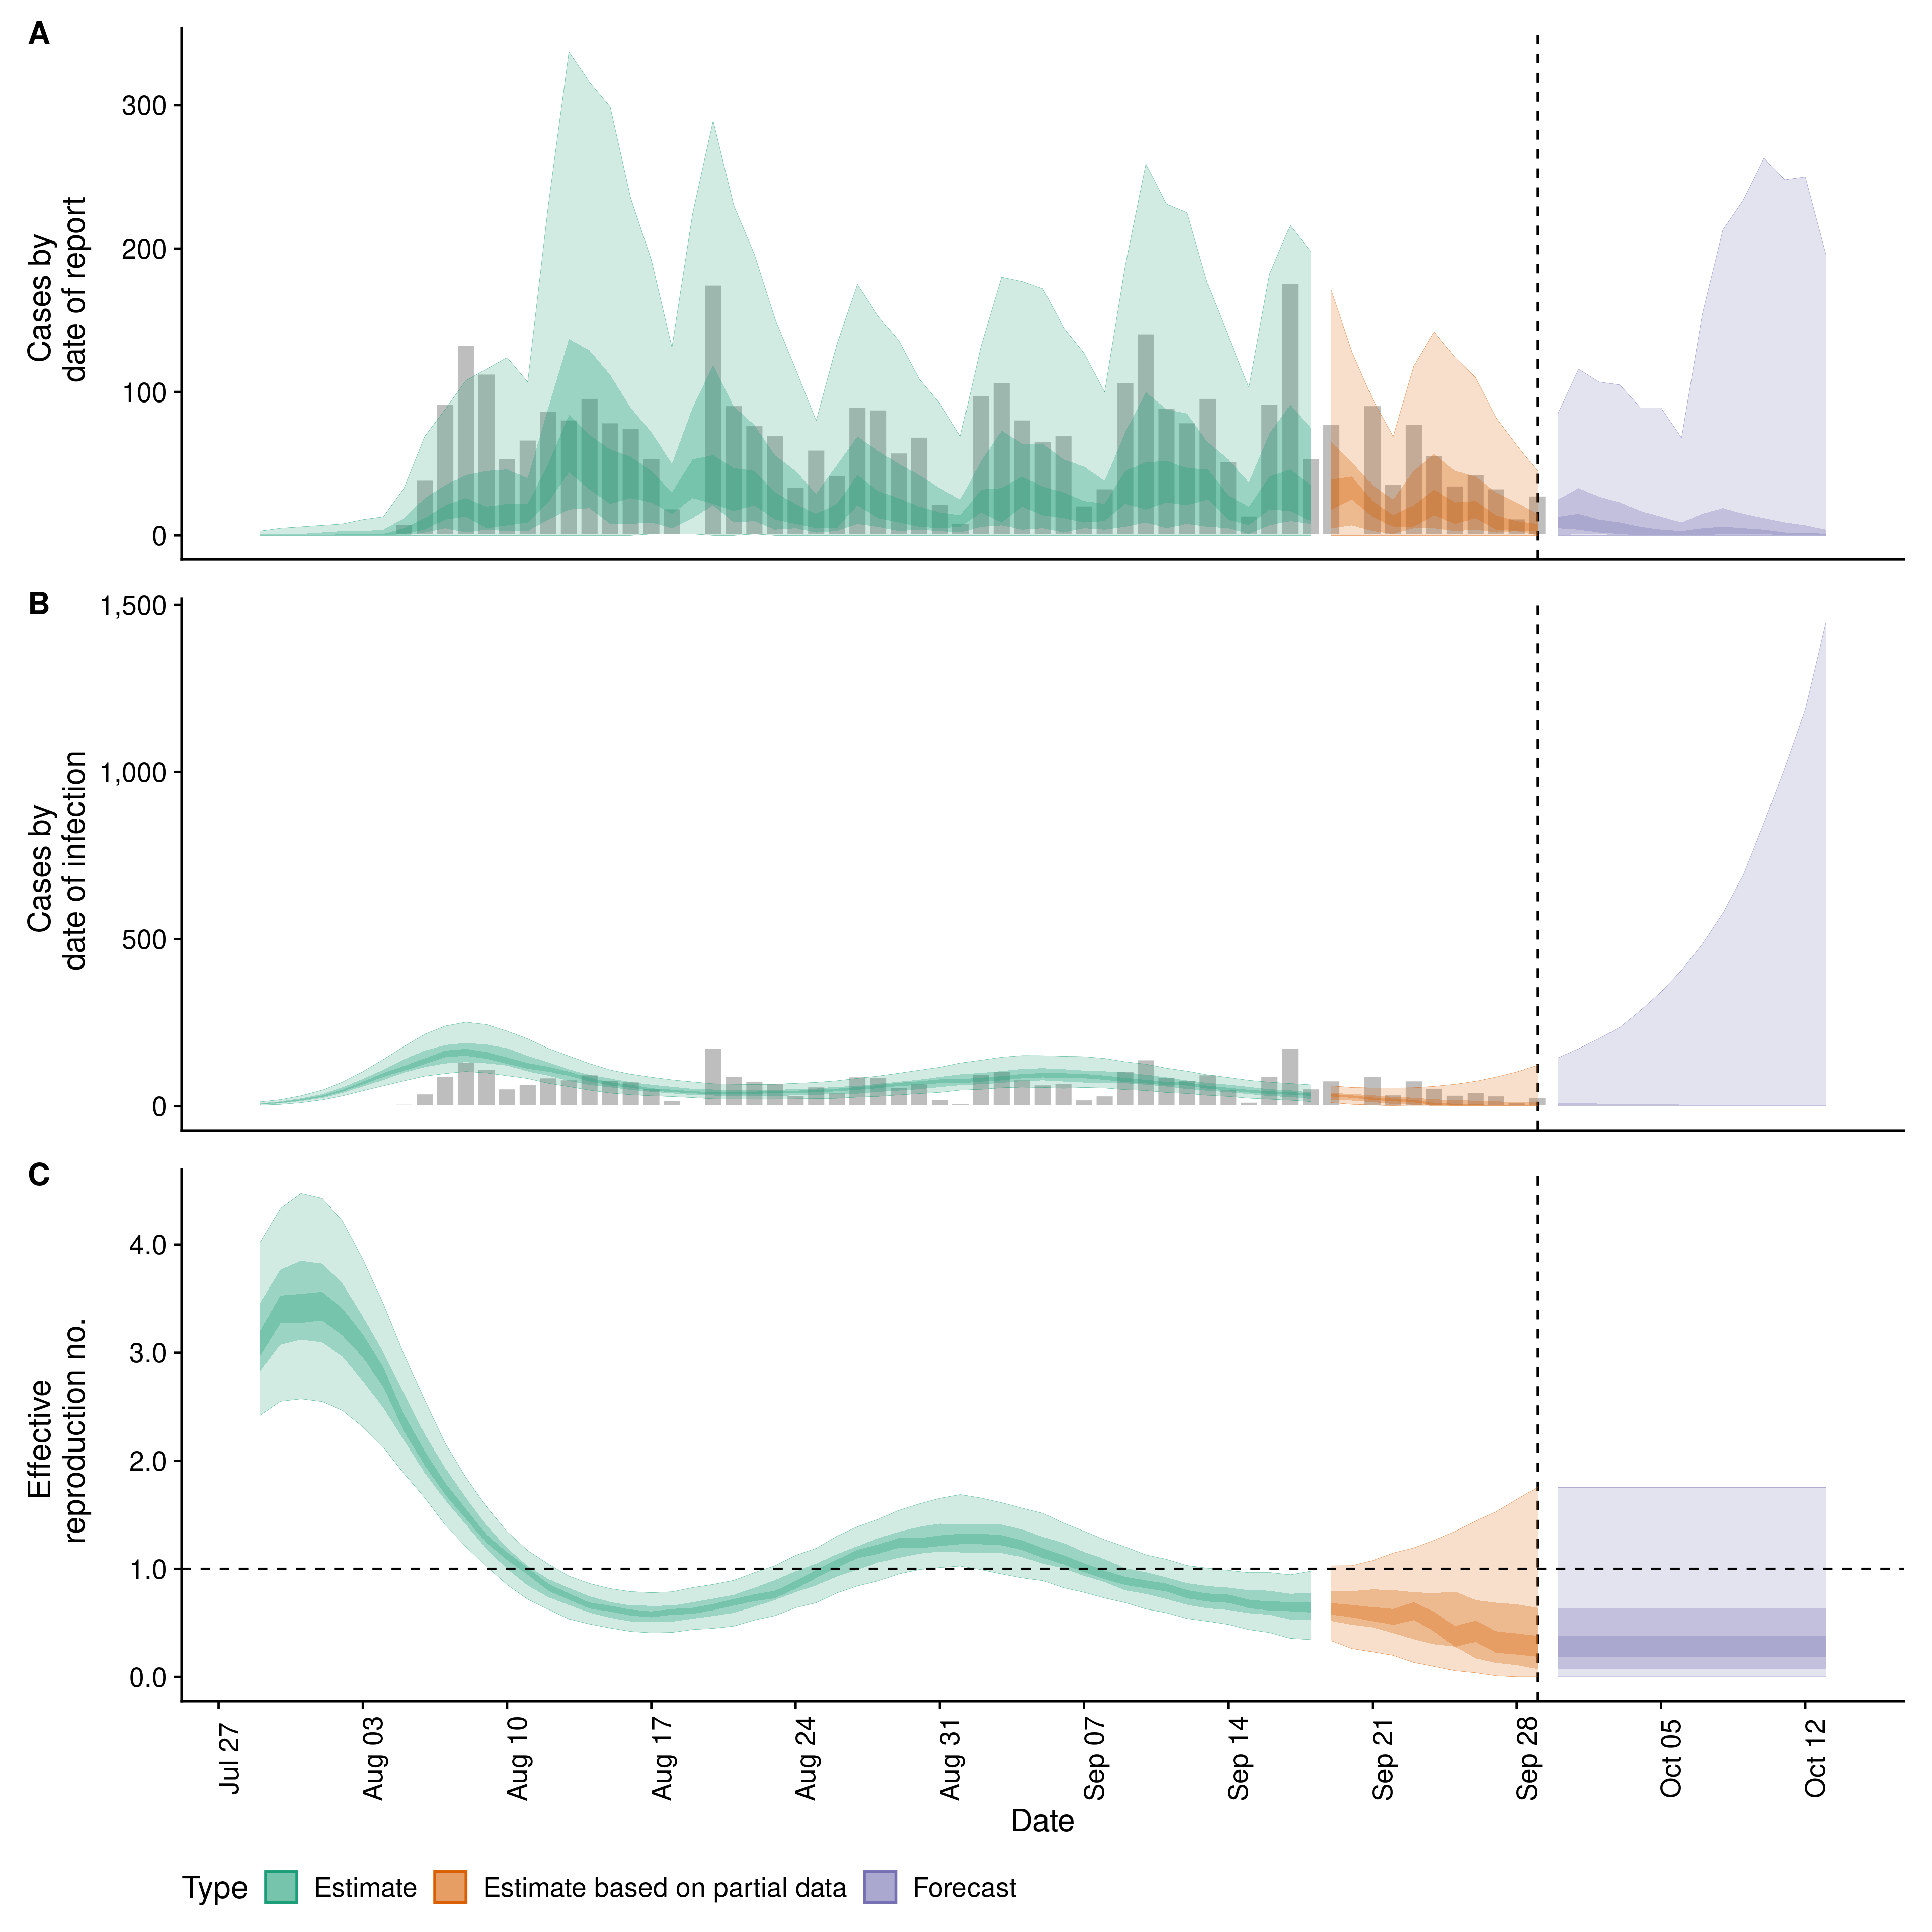 A
Cases by
date of report
300
200
100
0
B
Cases by
date of infection
1,500
1,000
500
0
C
Effective
reproduction no.
4.0
3.0
2.0
1.0
0.0
Jul 27
Aug 03
Aug 10
Aug 17
Aug 24
Aug 31
Sep 07
Sep 14
Sep 21
Sep 28
Oct 05
Oct 12
Date
Type Estimate Estimate based on partial data Forecast